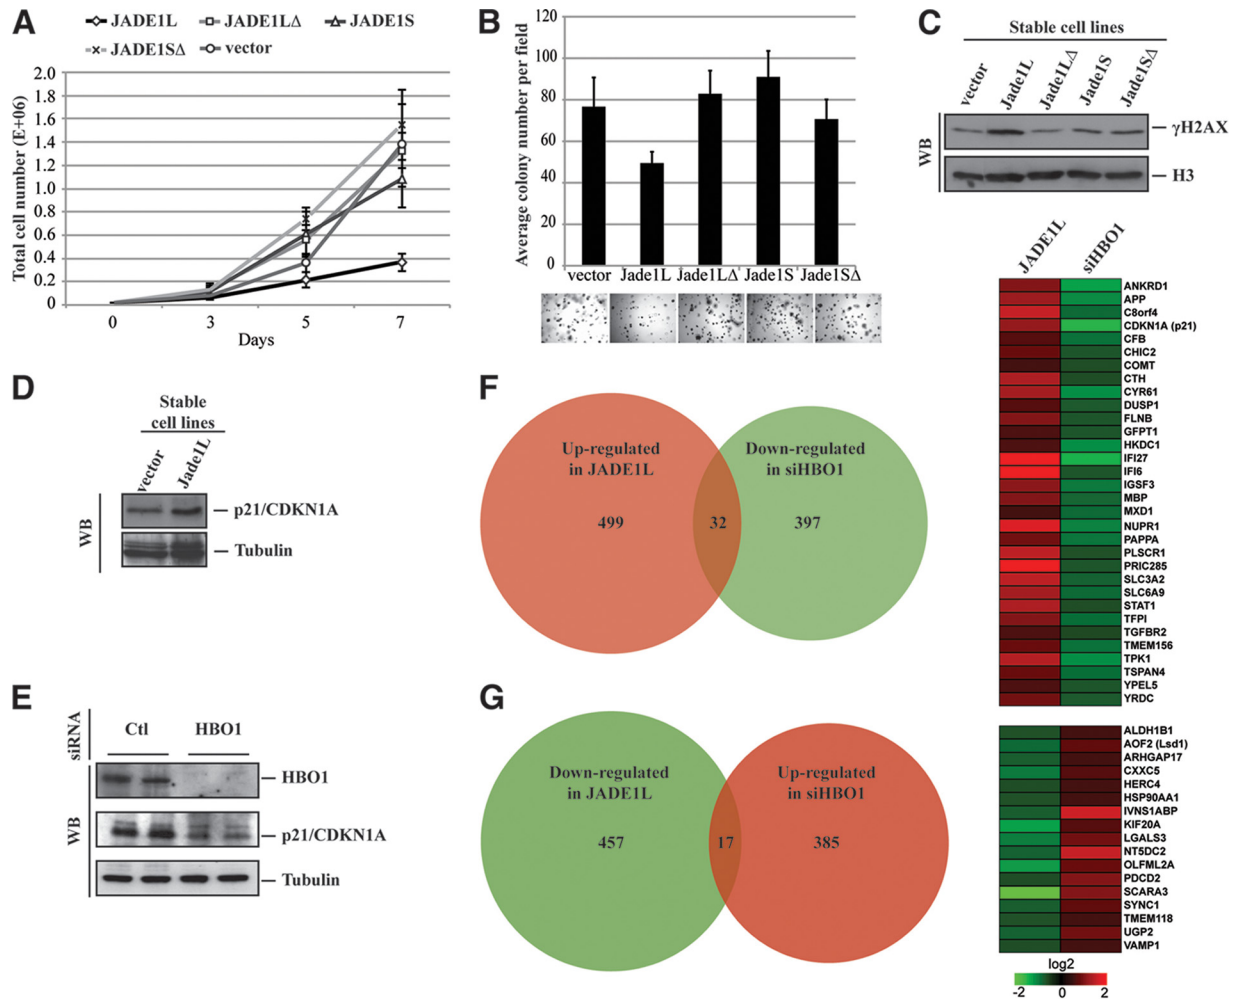 A
JADE1L
JADE1LΔ
JADE1S
JADE1SΔ
vector
Total cell number (E+06)
2.0
1.8
1.6
1.4
1.2
1.0
0.8
0.6
0.4
0.2
0
0 3 5 7
Days
B
Average colony number per field
120
100
80
60
40
20
0
vector Jade1L Jade1LΔ Jade1S Jade1SΔ
C
Stable cell lines
vector Jade1L Jade1LΔ Jade1S Jade1SΔ
WB
γH2AX
H3
D
Stable
cell lines
vector Jade1L
WB
p21/CDKN1A
Tubulin
E
siRNA
Ctl HBO1
WB
HBO1
p21/CDKN1A
Tubulin
F
Up-regulated
in JADE1L
Down-regulated
in siHBO1
499 32 397
G
Down-regulated
in JADE1L
Up-regulated
in siHBO1
457 17 385
JADE1L siHBO1
ANKRD1
APP
C8orf4
CDKN1A (p21)
CFB
CHIC2
COMT
CTH
CYR61
DUSP1
FLNB
GFPT1
HKDC1
IFI27
IFI6
IGSF3
MBP
MXD1
NUPR1
PAPPA
PLSCR1
PRIC285
SLC3A2
SLC6A9
STAT1
TFPI
TGFBR2
TMEM156
TPK1
TSPAN4
YPEL5
YRDC
ALDH1B1
AOF2 (Lsd1)
ARHGAP17
CXXC5
HERC4
HSP90AA1
IVNS1ABP
KIF20A
LGALS3
NT5DC2
OLFML2A
PDCD2
SCARA3
SYNC1
TMEM118
UGP2
VAMP1
log2
-2 0 2